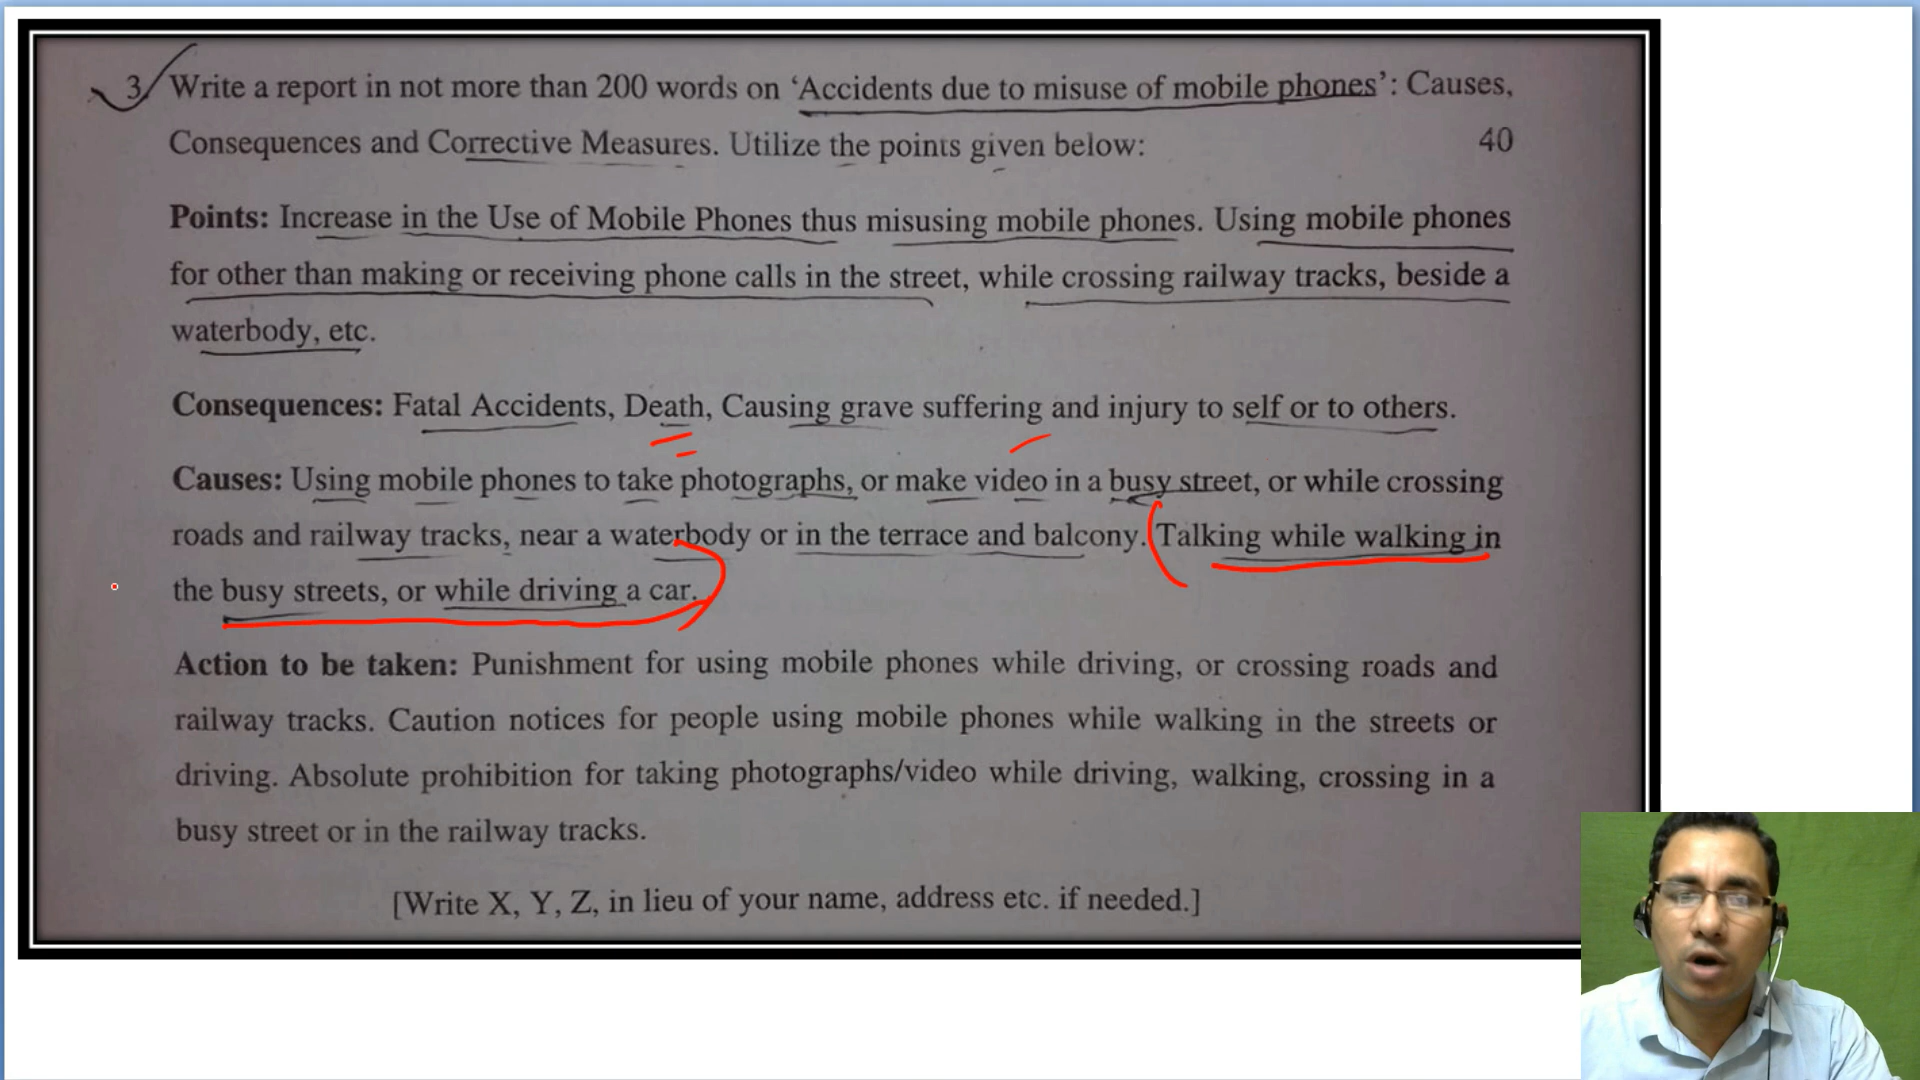 3 Write a report in not more than 200 words on ‘Accidents due to misuse of mobile phones’: Causes,
Consequences and Corrective Measures. Utilize the points given below: 40
Points: Increase in the Use of Mobile Phones thus misusing mobile phones. Using mobile phones
for other than making or receiving phone calls in the street, while crossing railway tracks, beside a
waterbody, etc.
Consequences: Fatal Accidents, Death, Causing grave suffering and injury to self or to others.
Causes: Using mobile phones to take photographs, or make video in a busy street, or while crossing
roads and railway tracks, near a waterbody or in the terrace and balcony. Talking while walking in
the busy streets, or while driving a car.
Action to be taken: Punishment for using mobile phones while driving, or crossing roads and
railway tracks. Caution notices for people using mobile phones while walking in the streets or
driving. Absolute prohibition for taking photographs/video while driving, walking, crossing in a
busy street or in the railway tracks.
[Write X, Y, Z, in lieu of your name, address etc. if needed.]